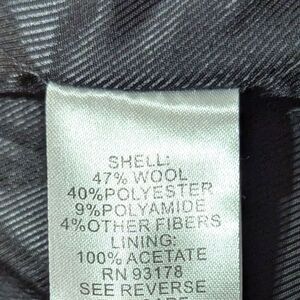 SHELL:
47% WOOL
40%POLYESTER
9%POLYAMIDE
4%OTHER FIBERS
LINING:
100% ACETATE
RN 93178
SEE REVERSE